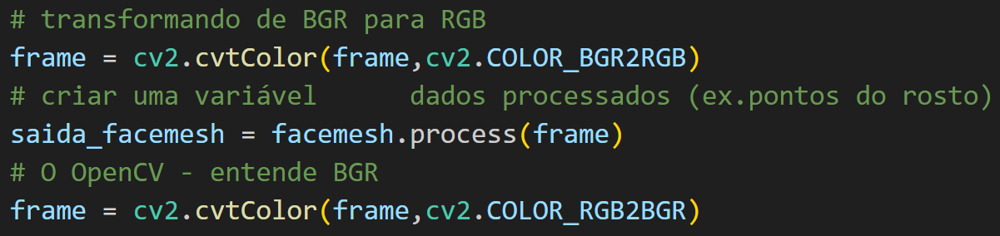 # transformando de BGR para RGB
frame = cv2.cvtColor(frame,cv2.COLOR_BGR2RGB)
# criar uma variável      dados processados (ex.pontos do rosto)
saida_facemesh = facemesh.process(frame)
# O OpenCV - entende BGR
frame = cv2.cvtColor(frame,cv2.COLOR_RGB2BGR)